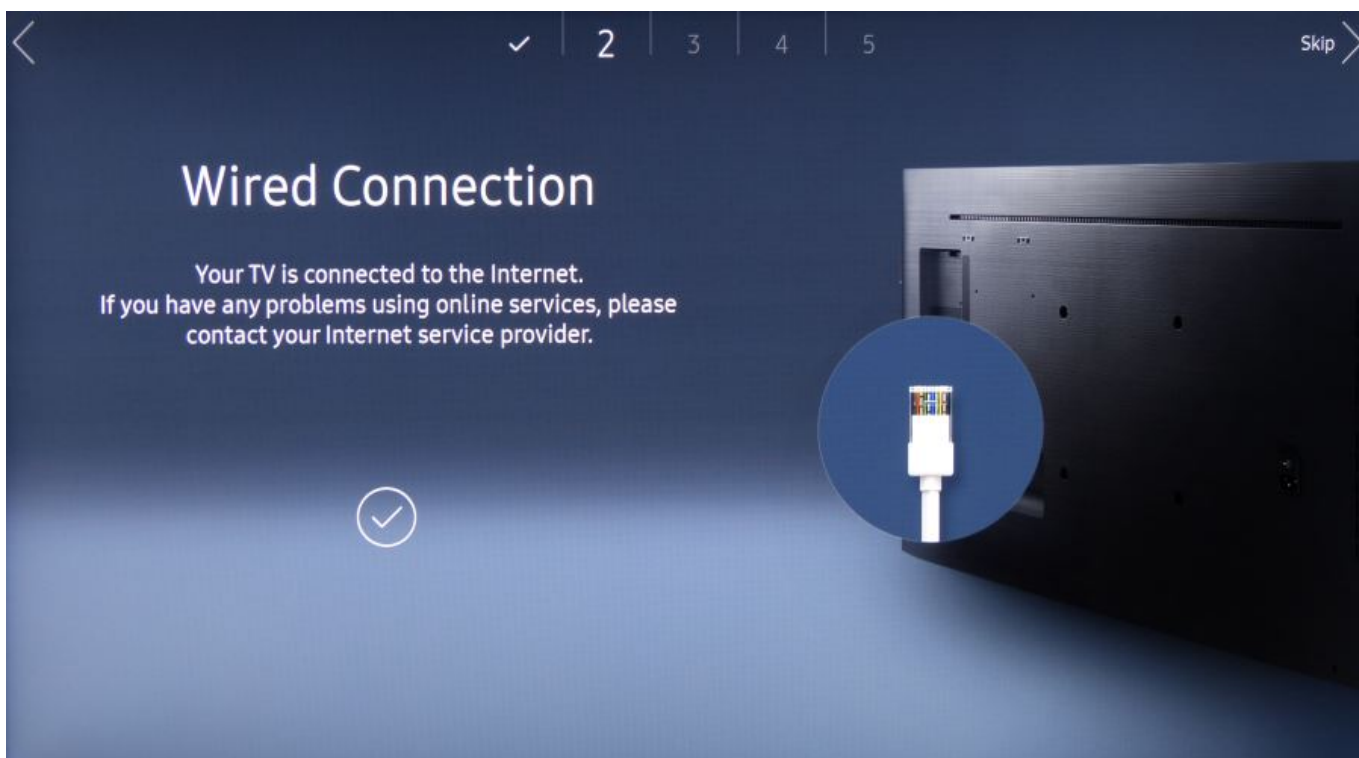 2 3 4 5 Skip
Wired Connection
Your TV is connected to the Internet.
If you have any problems using online services, please
contact your Internet service provider.